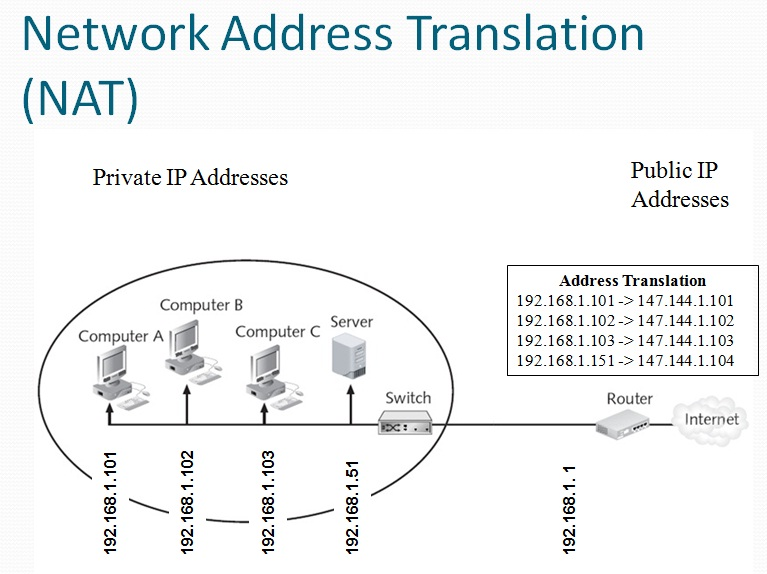 Network Address Translation
(NAT)
Private IP Addresses
Public IP
Addresses
Address Translation
192.168.1.101 -> 147.144.1.101
192.168.1.102 -> 147.144.1.102
192.168.1.103 -> 147.144.1.103
192.168.1.151 -> 147.144.1.104
Computer A
Computer B
Computer C
Server
Switch
Router
Internet
192.168.1.101
192.168.1.102
192.168.1.103
192.168.1.51
192.168.1. 1